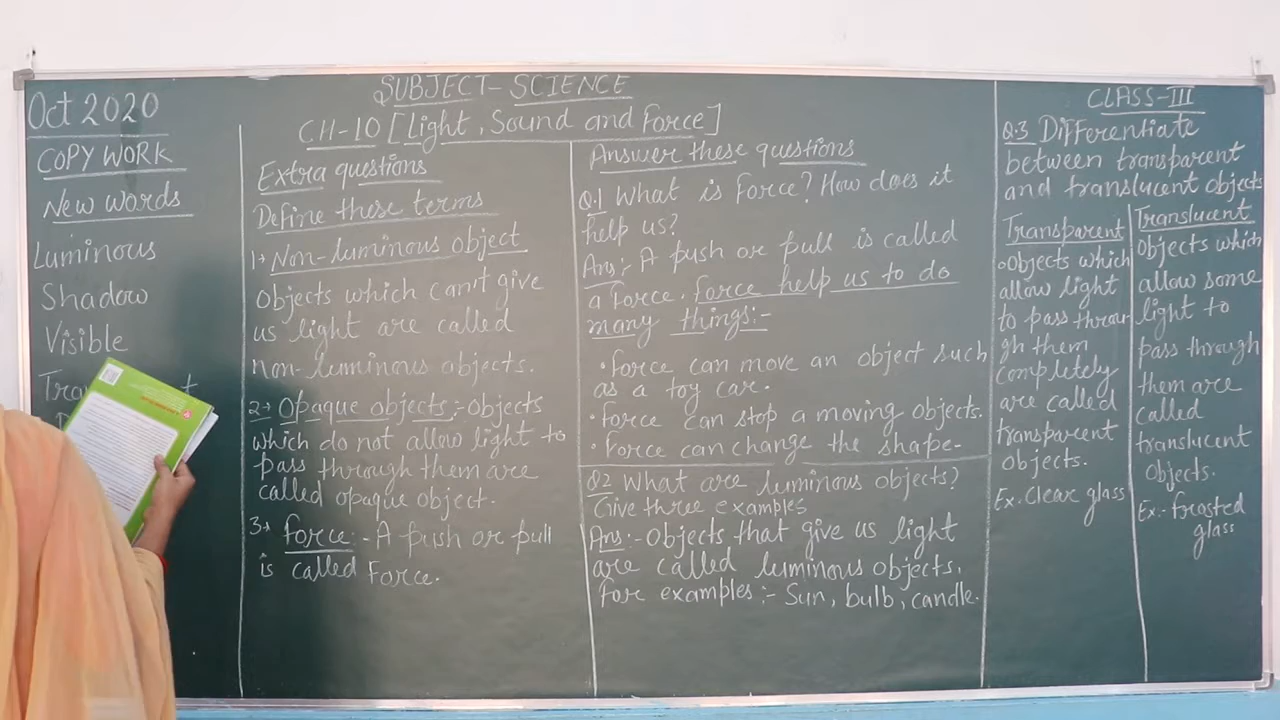 Oct 2020
SUBJECT-SCIENCE
CLASS-III
CH-10 [Light, Sound and Force]
COPY WORK
New words
Luminous
Shadow
Visible
Extra questions
Define these terms
1→ Non-luminous object
Objects which can't give
us light are called
non-luminous objects.
2→ Opaque objects:- Objects
which do not allow light to
pass through them are
called opaque object.
3→ Force:- A push or pull
is called Force.
Answer these questions
Q.1 What is Force? How does it
help us?
Ans:- A push or pull is called
a Force. Force help us to do
many things:-
• Force can move an object such
as a toy car.
• Force can stop a moving objects.
• Force can change the shape-
Q2 What are luminous objects?
Give three examples
Ans:- Objects that give us light
are called luminous objects.
For examples:- Sun, bulb, candle.
Q.3 Differentiate
between transparent
and translucent objects
Transparent
• Objects which
allow light
to pass throu-
gh them
completely
are called
transparent
objects.
Ex:- Clear glass
Translucent
Objects which
allow some
light to
pass through
them are
called
translucent
Objects.
Ex:- frosted
glass